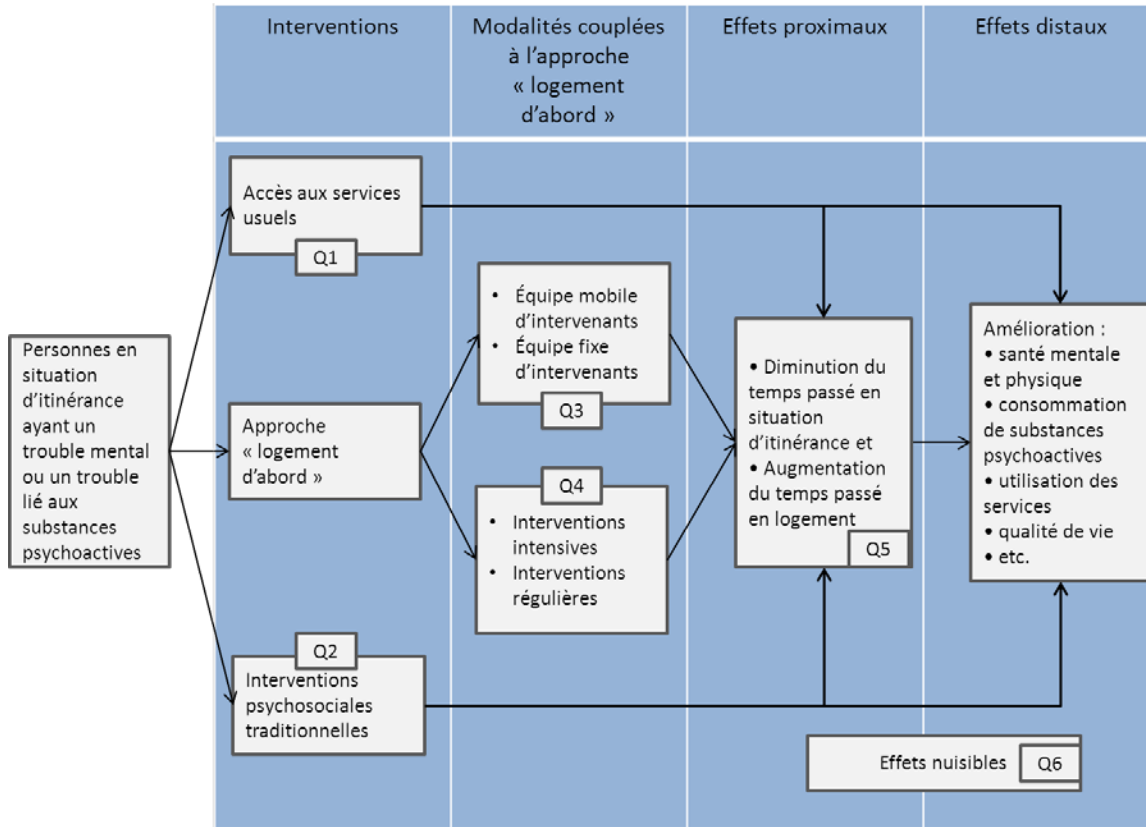 Interventions
Modalités couplées
à l'approche
« logement
d'abord »
Effets proximaux
Effets distaux
Personnes en
situation
d'itinérance
ayant un
trouble mental
ou un trouble
lié aux
substances
psychoactives
Accès aux services
usuels
Q1
Approche
« logement
d'abord »
Q2
Interventions
psychosociales
traditionnelles
• Équipe mobile
d'intervenants
• Équipe fixe
d'intervenants
Q3
Q4
• Interventions
intensives
• Interventions
régulières
• Diminution du
temps passé en
situation
d'itinérance et
• Augmentation
du temps passé
en logement
Q5
Amélioration :
• santé mentale
et physique
• consommation
de substances
psychoactives
• utilisation des
services
• qualité de vie
• etc.
Effets nuisibles
Q6